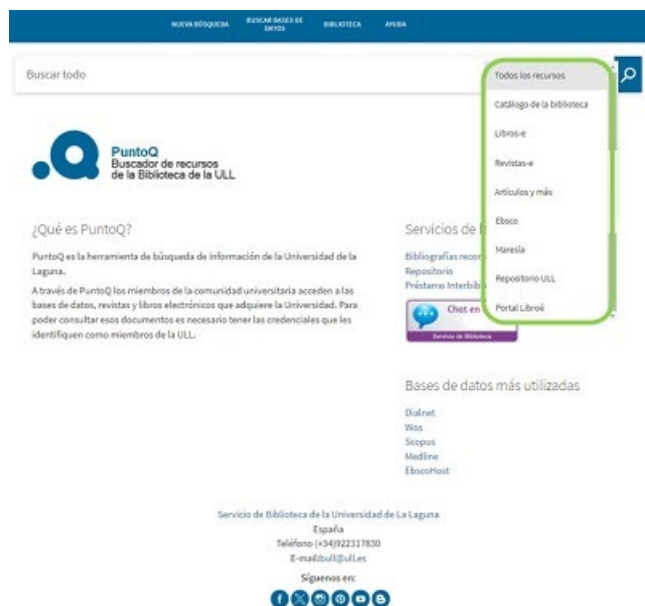 NUEVA BÚSQUEDA
BUSCAR BASES DE
DATOS
BIBLIOTECA
AYUDA
Buscar todo
Todos los recursos
Catálogo de la biblioteca
Libros-e
Revistas-e
Artículos y más
Ebsco
Maresía
Repositorio ULL
Portal Libroé
PuntoQ
Buscador de recursos
de la Biblioteca de la ULL
¿Qué es PuntoQ?
PuntoQ es la herramienta de búsqueda de información de la Universidad de la
Laguna.
A través de PuntoQ los miembros de la comunidad universitaria acceden a las
bases de datos, revistas y libros electrónicos que adquiere la Universidad. Para
poder consultar esos documentos es necesario tener las credenciales que les
identifiquen como miembros de la ULL.
Servicios de
Bibliografías
Repositorio
Préstamo
Chat en
Servicio de Biblioteca
Bases de datos más utilizadas
Dialnet
Wos
Scopus
Medline
EbscoHost
Servicio de Biblioteca de la Universidad de La Laguna
España
Teléfono (+34)922317830
E-mail:bull@ull.es
Síguenos en: